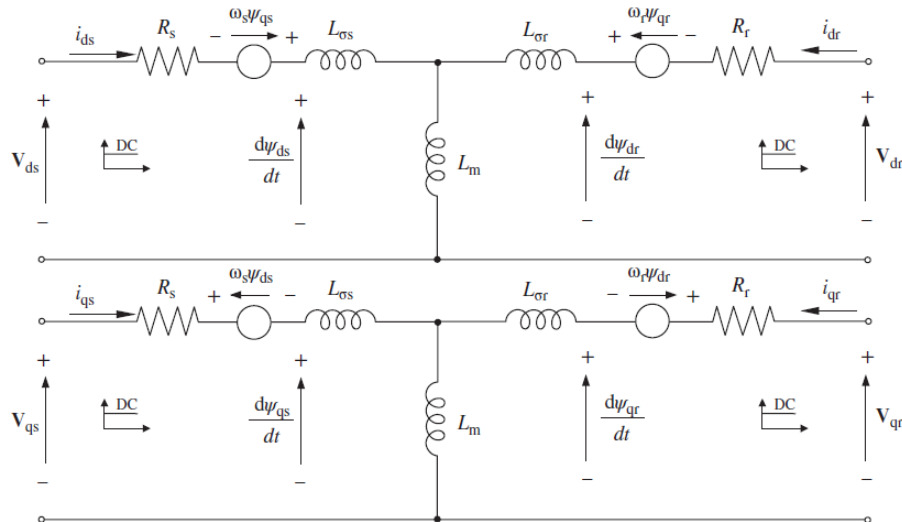 i_ds R_s − ω_sψ_qs + L_σs L_σr + ω_rψ_qr − R_r i_dr
+ + + +
V_ds DC dψ_ds/dt L_m dψ_dr/dt DC V_dr
− − − −
i_qs R_s + ω_sψ_ds − L_σs L_σr − ω_rψ_dr + R_r i_qr
+ + + +
V_qs DC dψ_qs/dt L_m dψ_qr/dt DC V_qr
− − − −